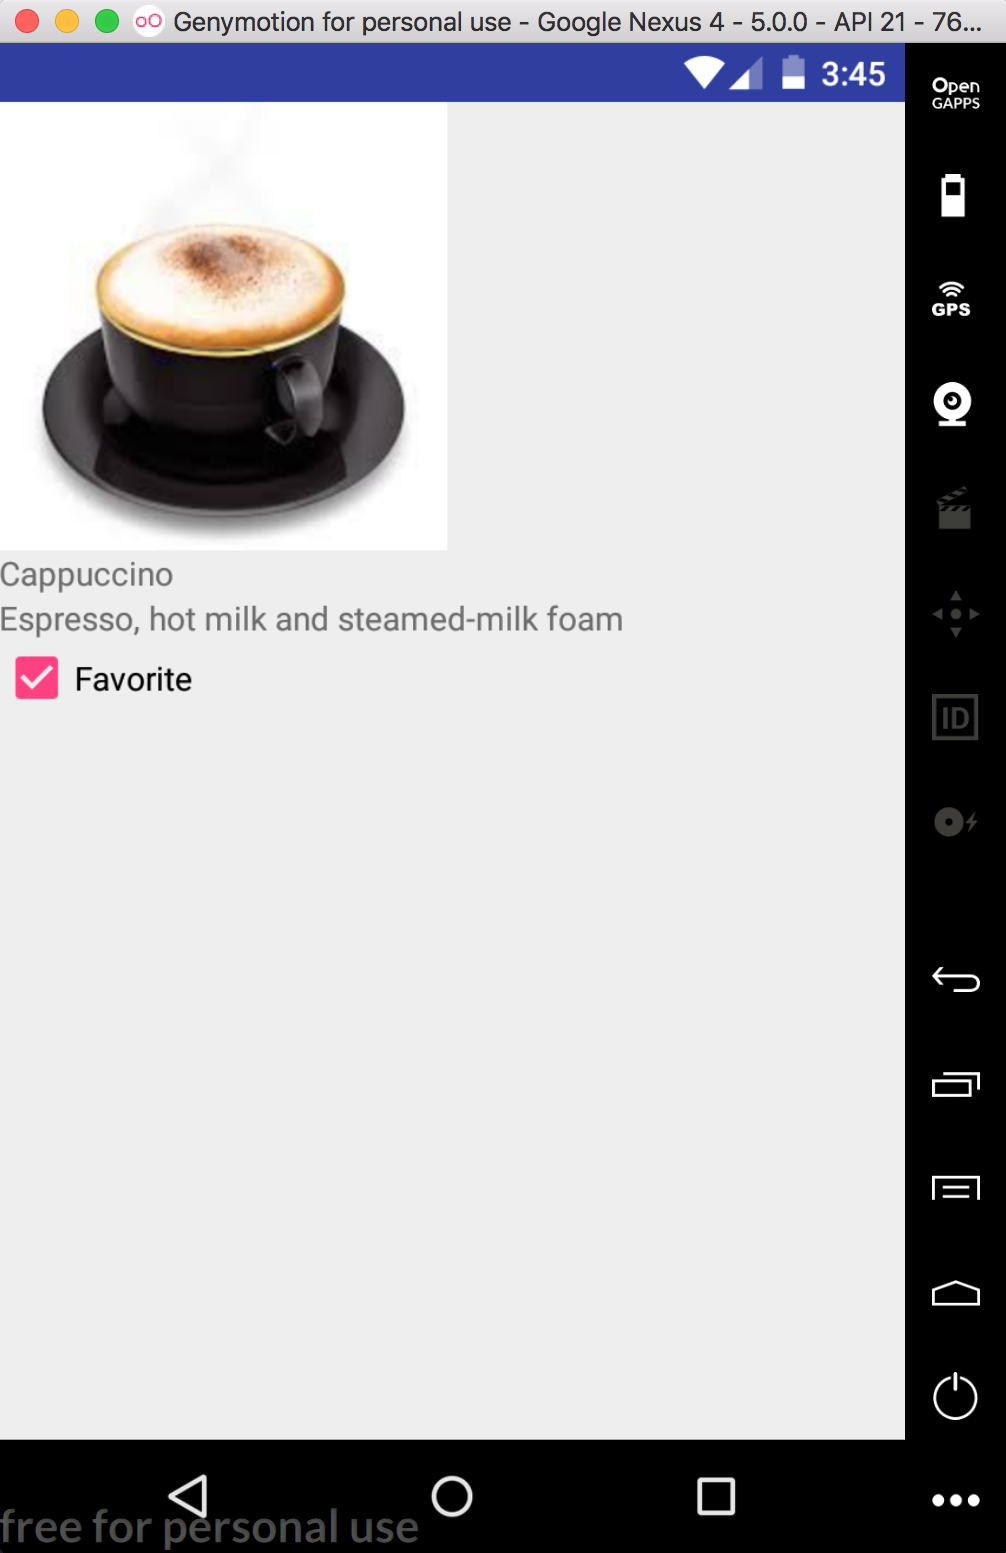 Genymotion for personal use - Google Nexus 4 - 5.0.0 - API 21 - 76...
3:45
Open
GAPPS
GPS
Cappuccino
Espresso, hot milk and steamed-milk foam
Favorite
ID
free for personal use